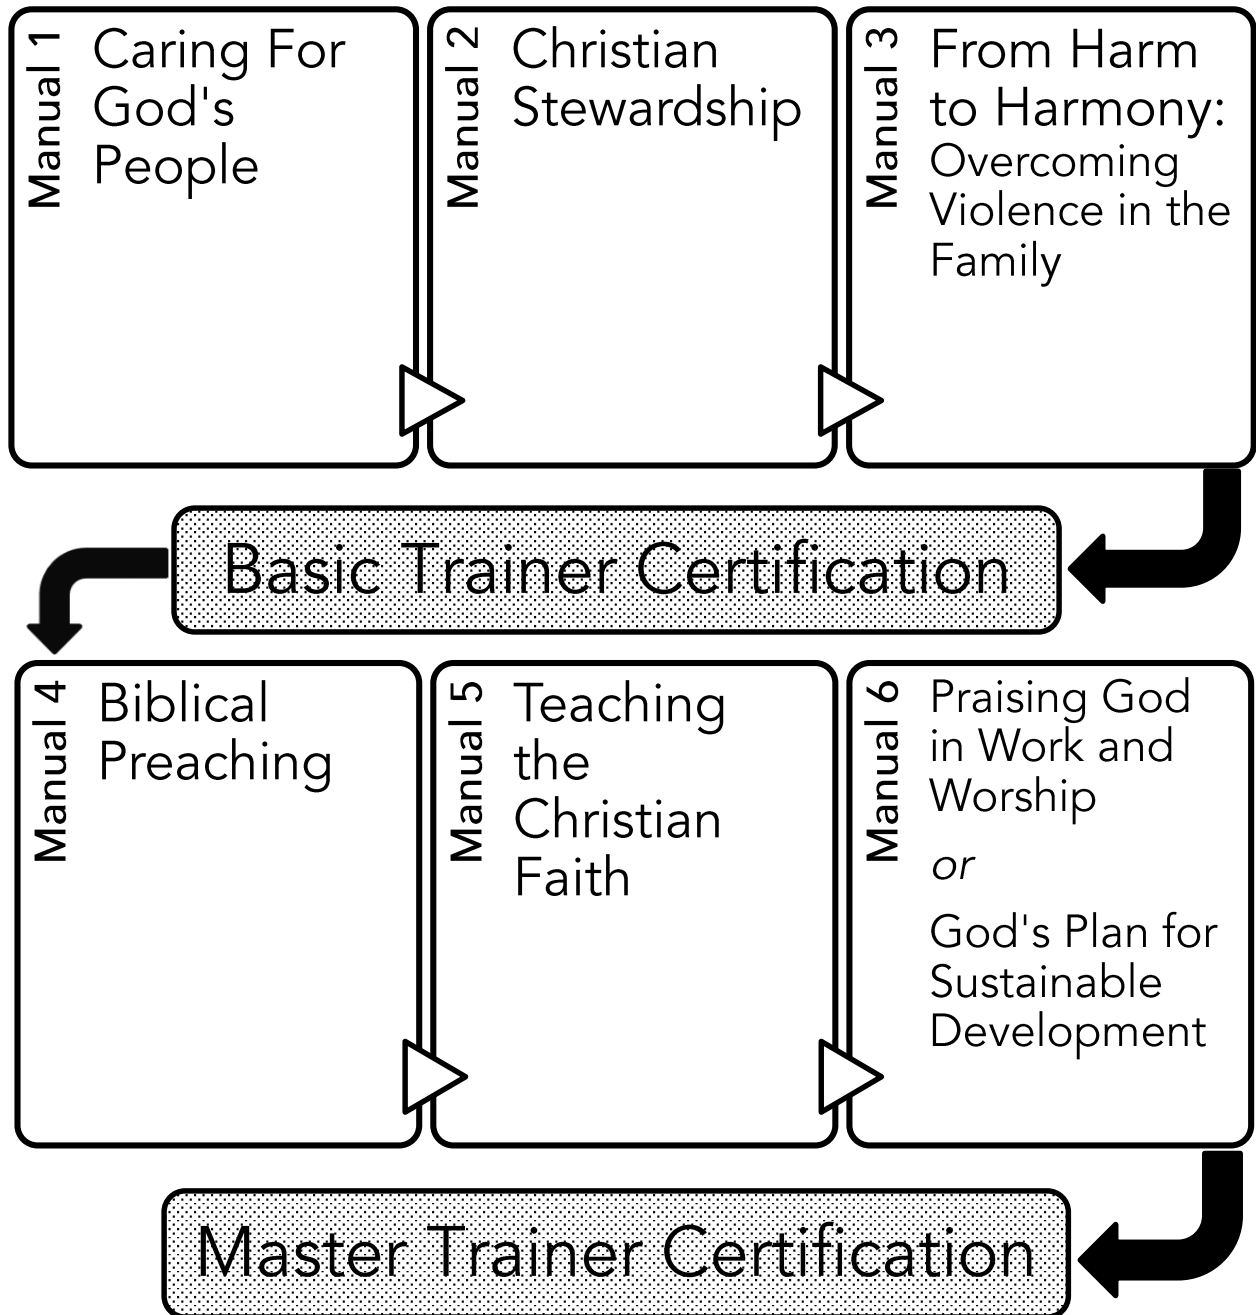 Manual 1
Caring For
God's
People
Manual 2
Christian
Stewardship
Manual 3
From Harm
to Harmony:
Overcoming
Violence in the
Family
Basic Trainer Certification
Manual 4
Biblical
Preaching
Manual 5
Teaching
the
Christian
Faith
Manual 6
Praising God
in Work and
Worship
or
God's Plan for
Sustainable
Development
Master Trainer Certification